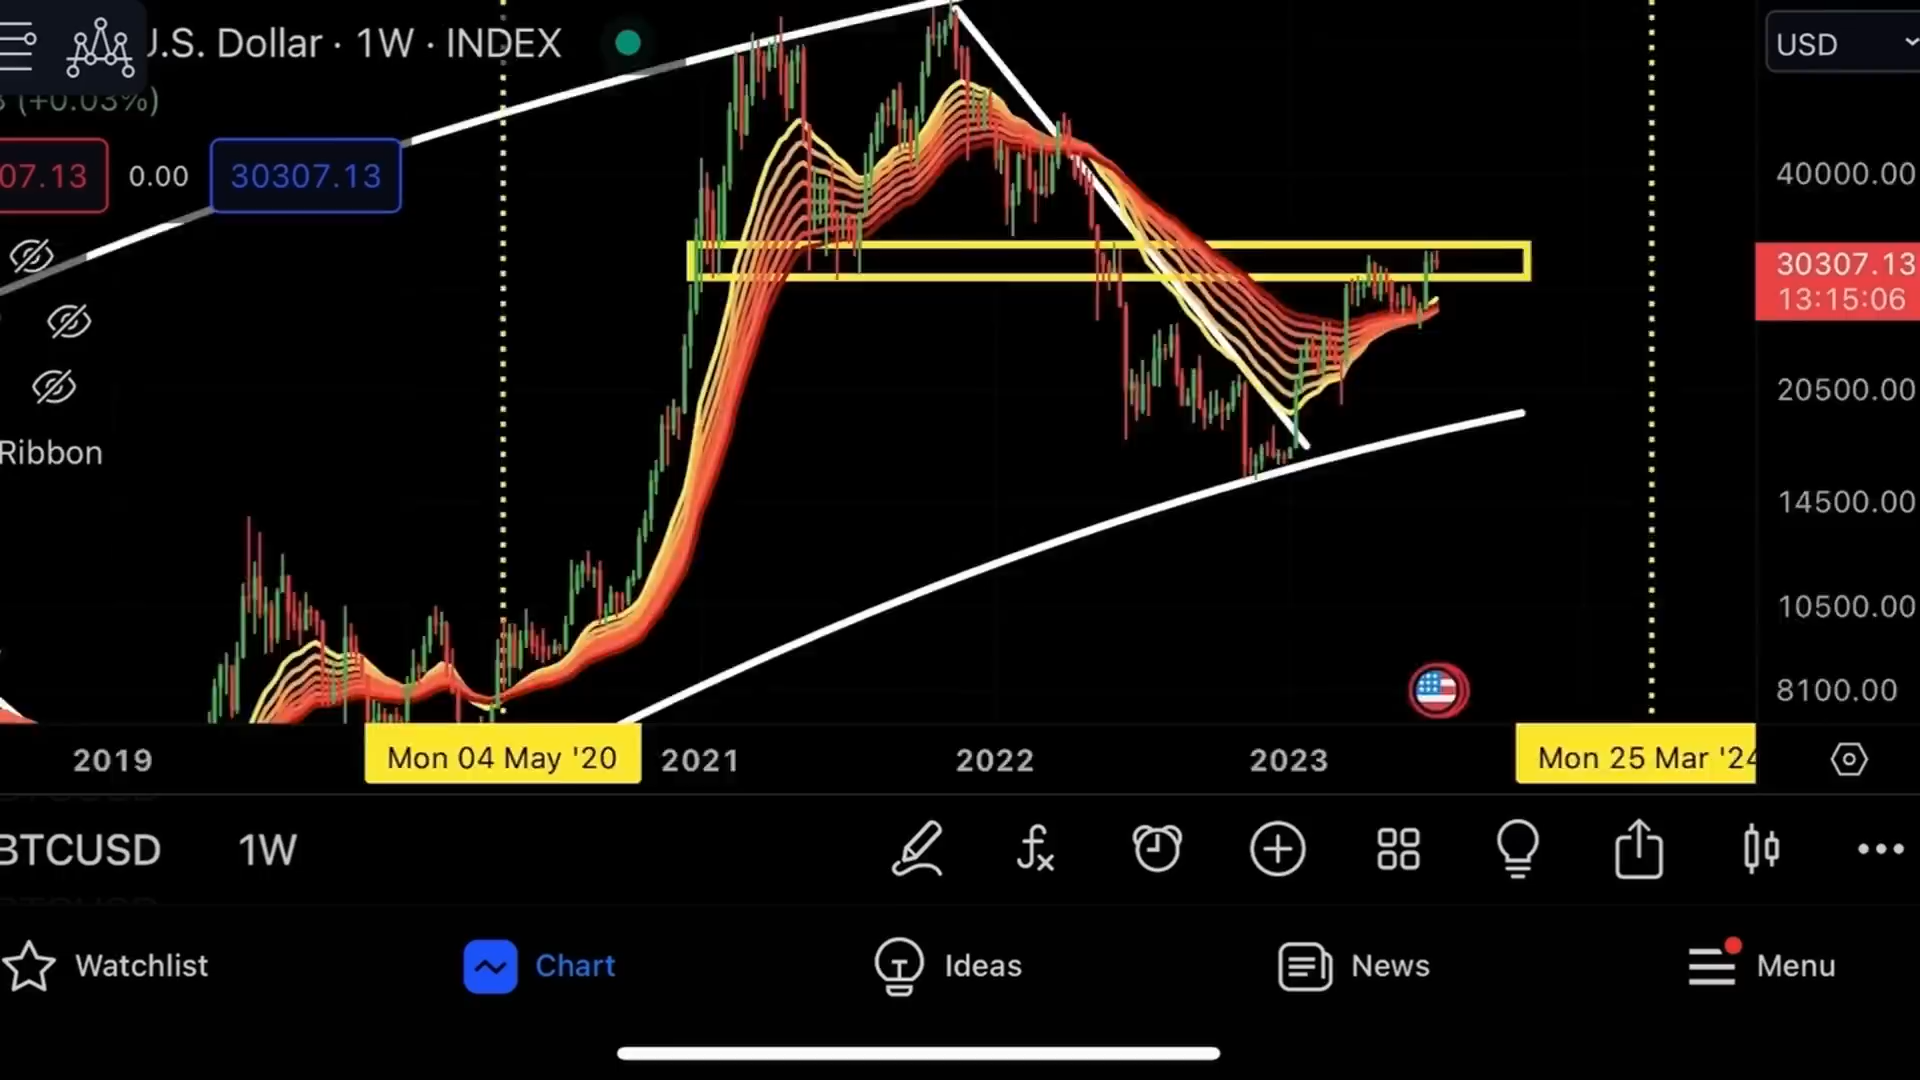 J.S. Dollar · 1W · INDEX
USD
(+0.03%)
07.13
0.00
30307.13
40000.00
30307.13
13:15:06
20500.00
Ribbon
14500.00
10500.00
8100.00
2019
Mon 04 May '20
2021
2022
2023
Mon 25 Mar '24
BTCUSD
1W
Watchlist
Chart
Ideas
News
Menu